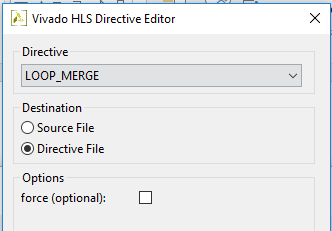 Vivado HLS Directive Editor
Directive
LOOP_MERGE
Destination
Source File
Directive File
Options
force (optional):